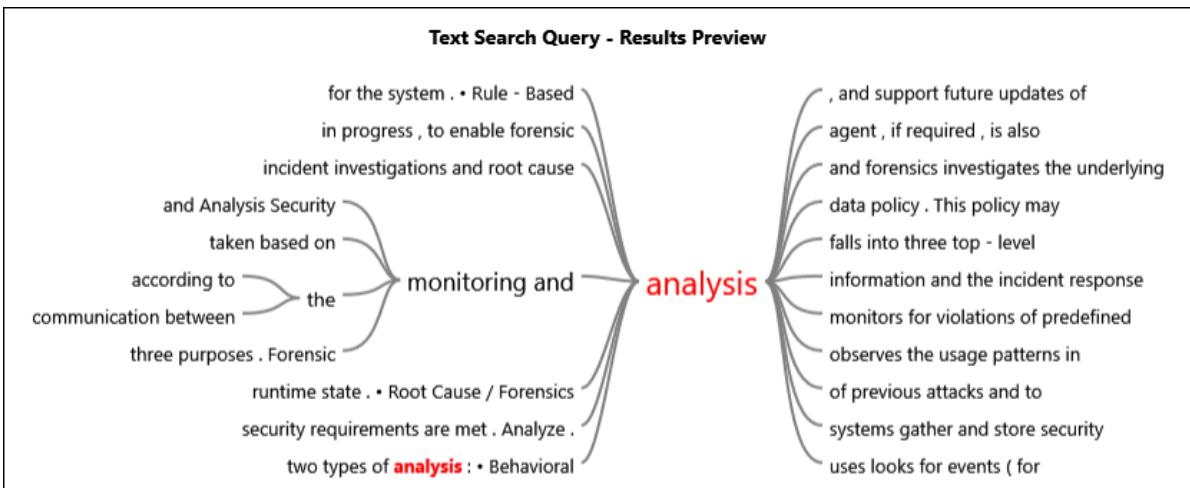 Text Search Query - Results Preview
for the system . • Rule - Based
in progress , to enable forensic
incident investigations and root cause
and Analysis Security
taken based on
according to
communication between
the
three purposes . Forensic
monitoring and
runtime state . • Root Cause / Forensics
security requirements are met . Analyze .
two types of analysis : • Behavioral
analysis
, and support future updates of
agent , if required , is also
and forensics investigates the underlying
data policy . This policy may
falls into three top - level
information and the incident response
monitors for violations of predefined
observes the usage patterns in
of previous attacks and to
systems gather and store security
uses looks for events ( for